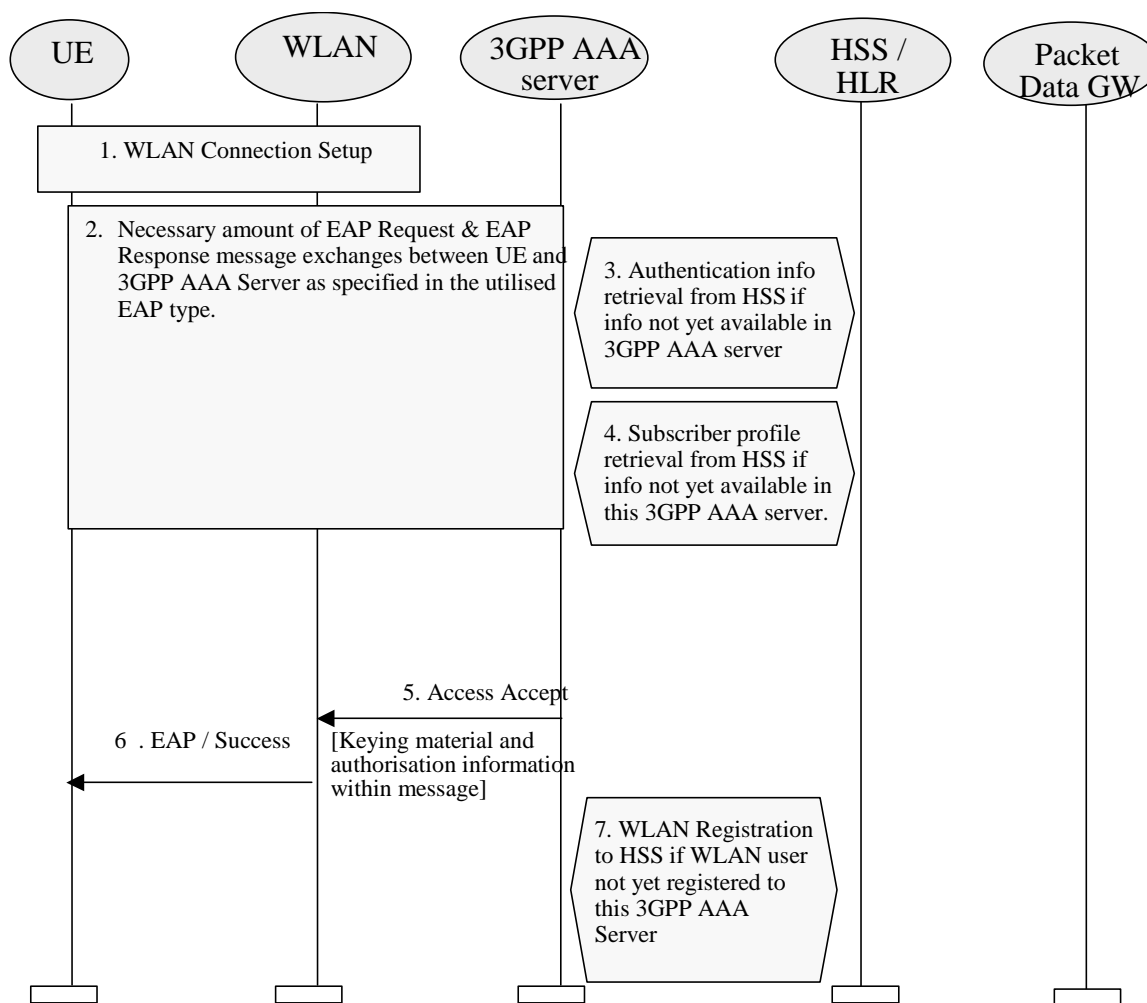 UE
WLAN
3GPP AAA
server
HSS /
HLR
Packet
Data GW
1. WLAN Connection Setup
2. Necessary amount of EAP Request & EAP
Response message exchanges between UE and
3GPP AAA Server as specified in the utilised
EAP type.
3. Authentication info
retrieval from HSS if
info not yet available in
3GPP AAA server
4. Subscriber profile
retrieval from HSS if
info not yet available in
this 3GPP AAA server.
5. Access Accept
6 . EAP / Success
[Keying material and
authorisation information
within message]
7. WLAN Registration
to HSS if WLAN user
not yet registered to
this 3GPP AAA
Server